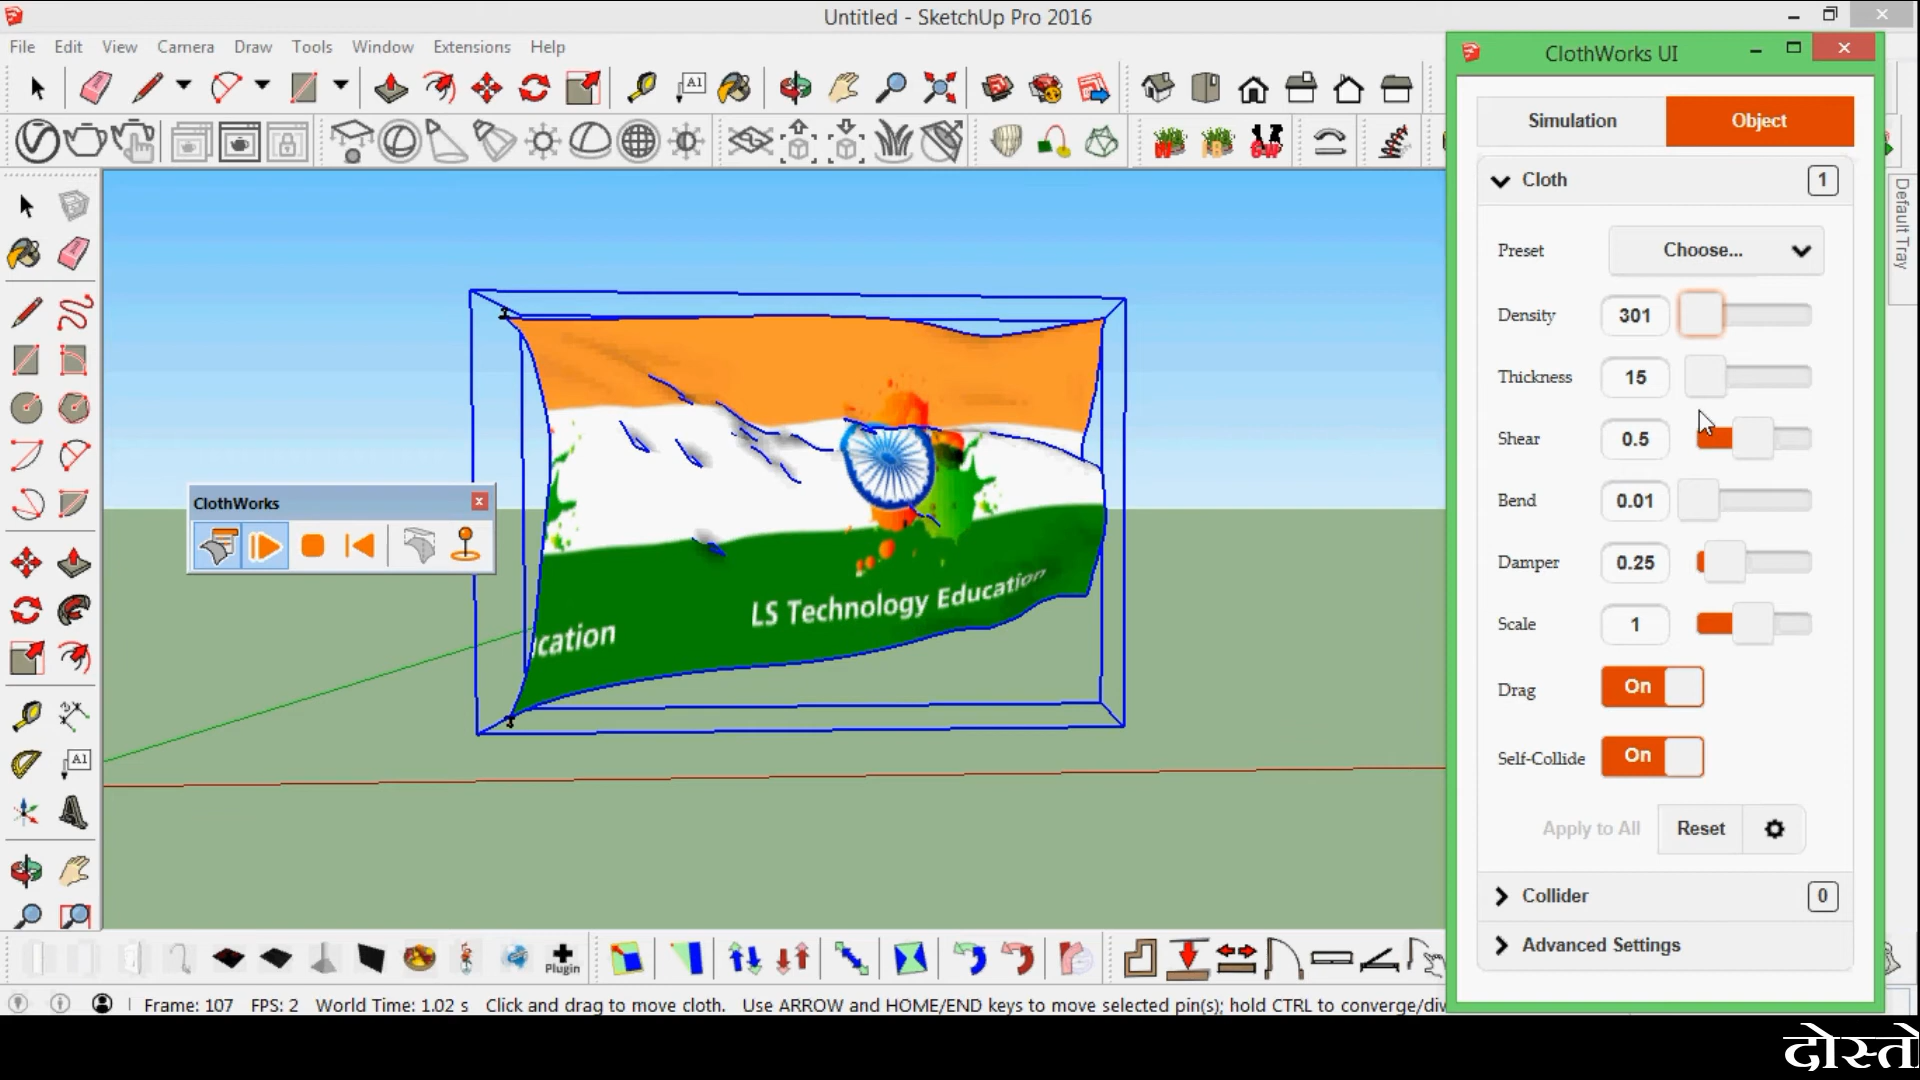 Untitled - SketchUp Pro 2016
File Edit View Camera Draw Tools Window Extensions Help
A1
ClothWorks UI
Simulation Object
Cloth 1
Preset Choose...
Density 301
Thickness 15
Shear 0.5
Bend 0.01
Damper 0.25
Scale 1
Drag On
Self-Collide On
Apply to All Reset
Collider 0
Advanced Settings
Default Tray
ClothWorks
LS Technology Education
ication
A1
Plugin
Frame: 107 FPS: 2 World Time: 1.02 s Click and drag to move cloth. Use ARROW and HOME/END keys to move selected pin(s); hold CTRL to converge/div
दोस्तो